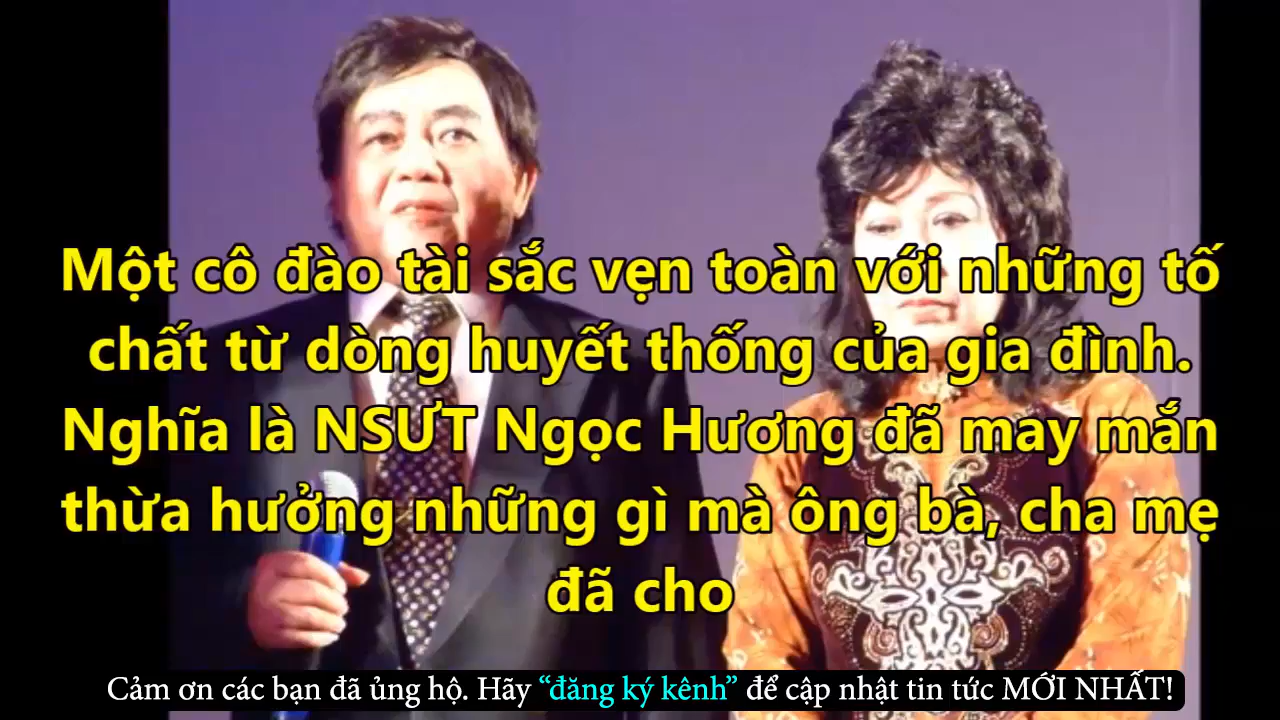 Một cô đào tài sắc vẹn toàn với những tố
chất từ dòng huyết thống của gia đình.
Nghĩa là NSƯT Ngọc Hương đã may mắn
thừa hưởng những gì mà ông bà, cha mẹ
đã cho
Cảm ơn các bạn đã ủng hộ. Hãy “đăng ký kênh” để cập nhật tin tức MỚI NHẤT!